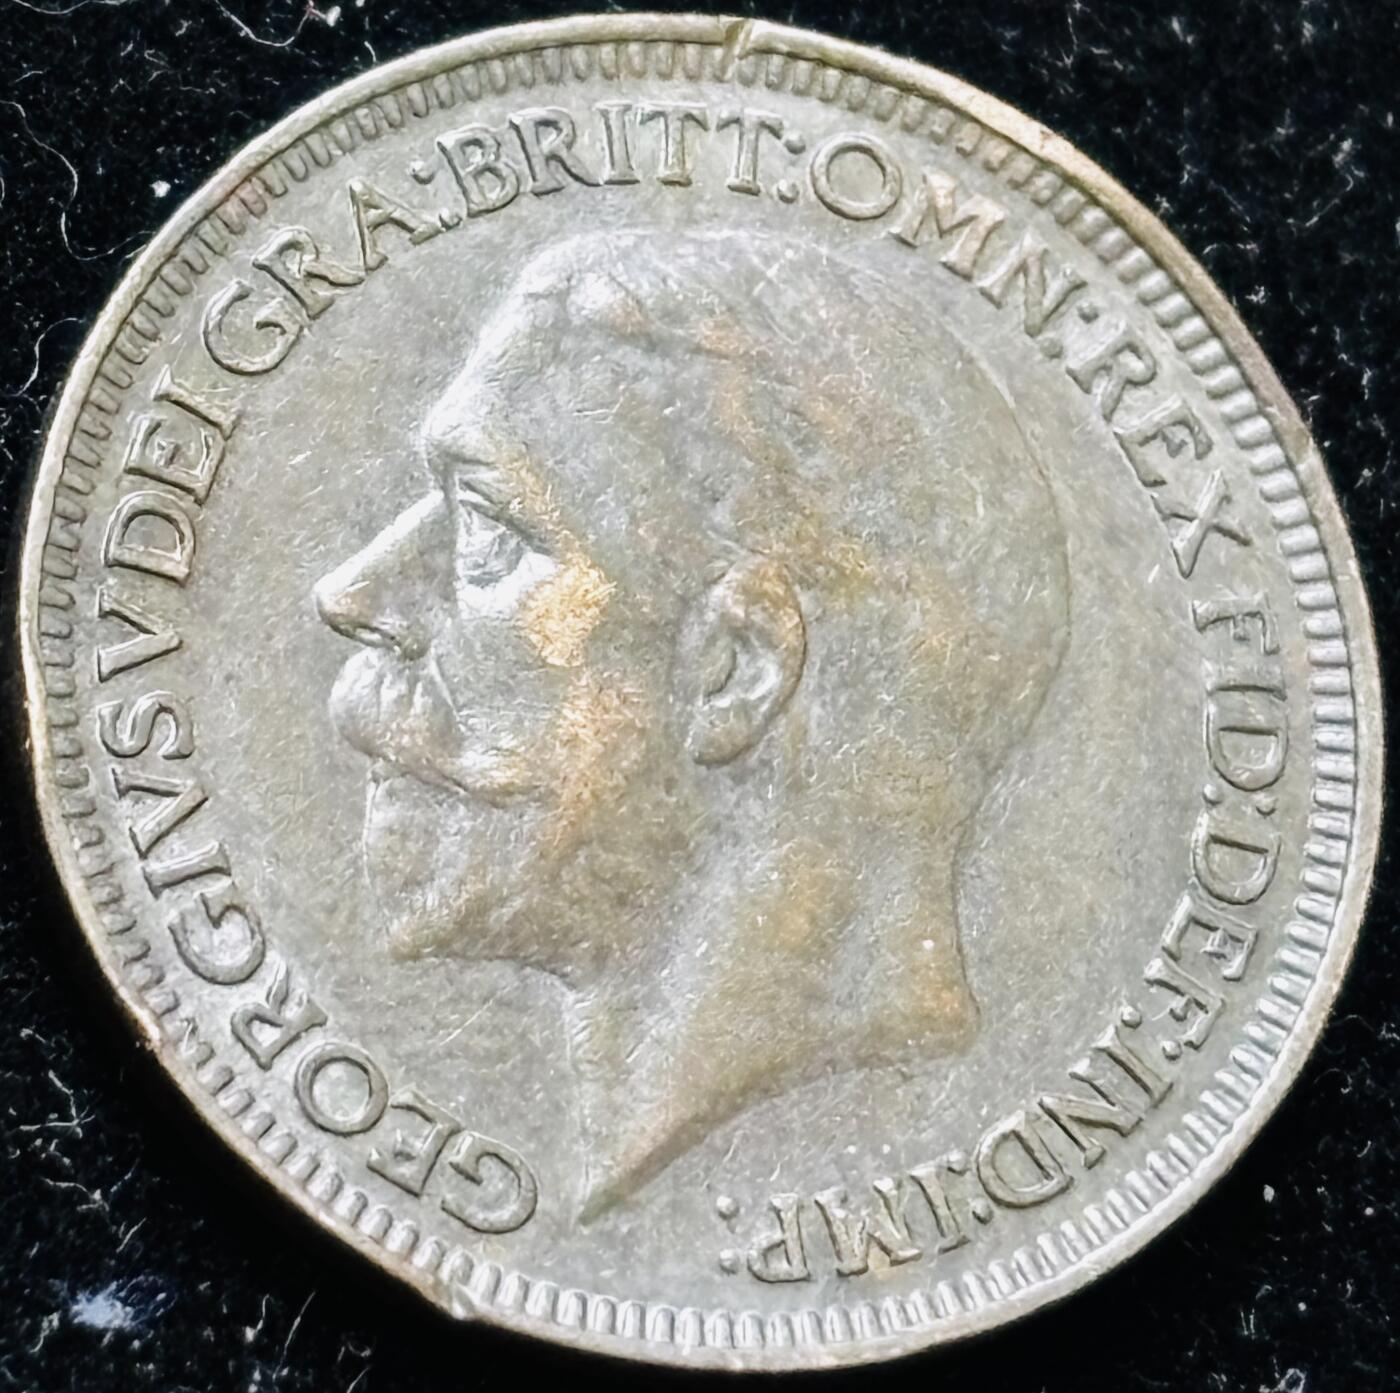 GEORGIVS V DEI GRA: BRITT: OMN: REX FID: DEF: IND: IMP: